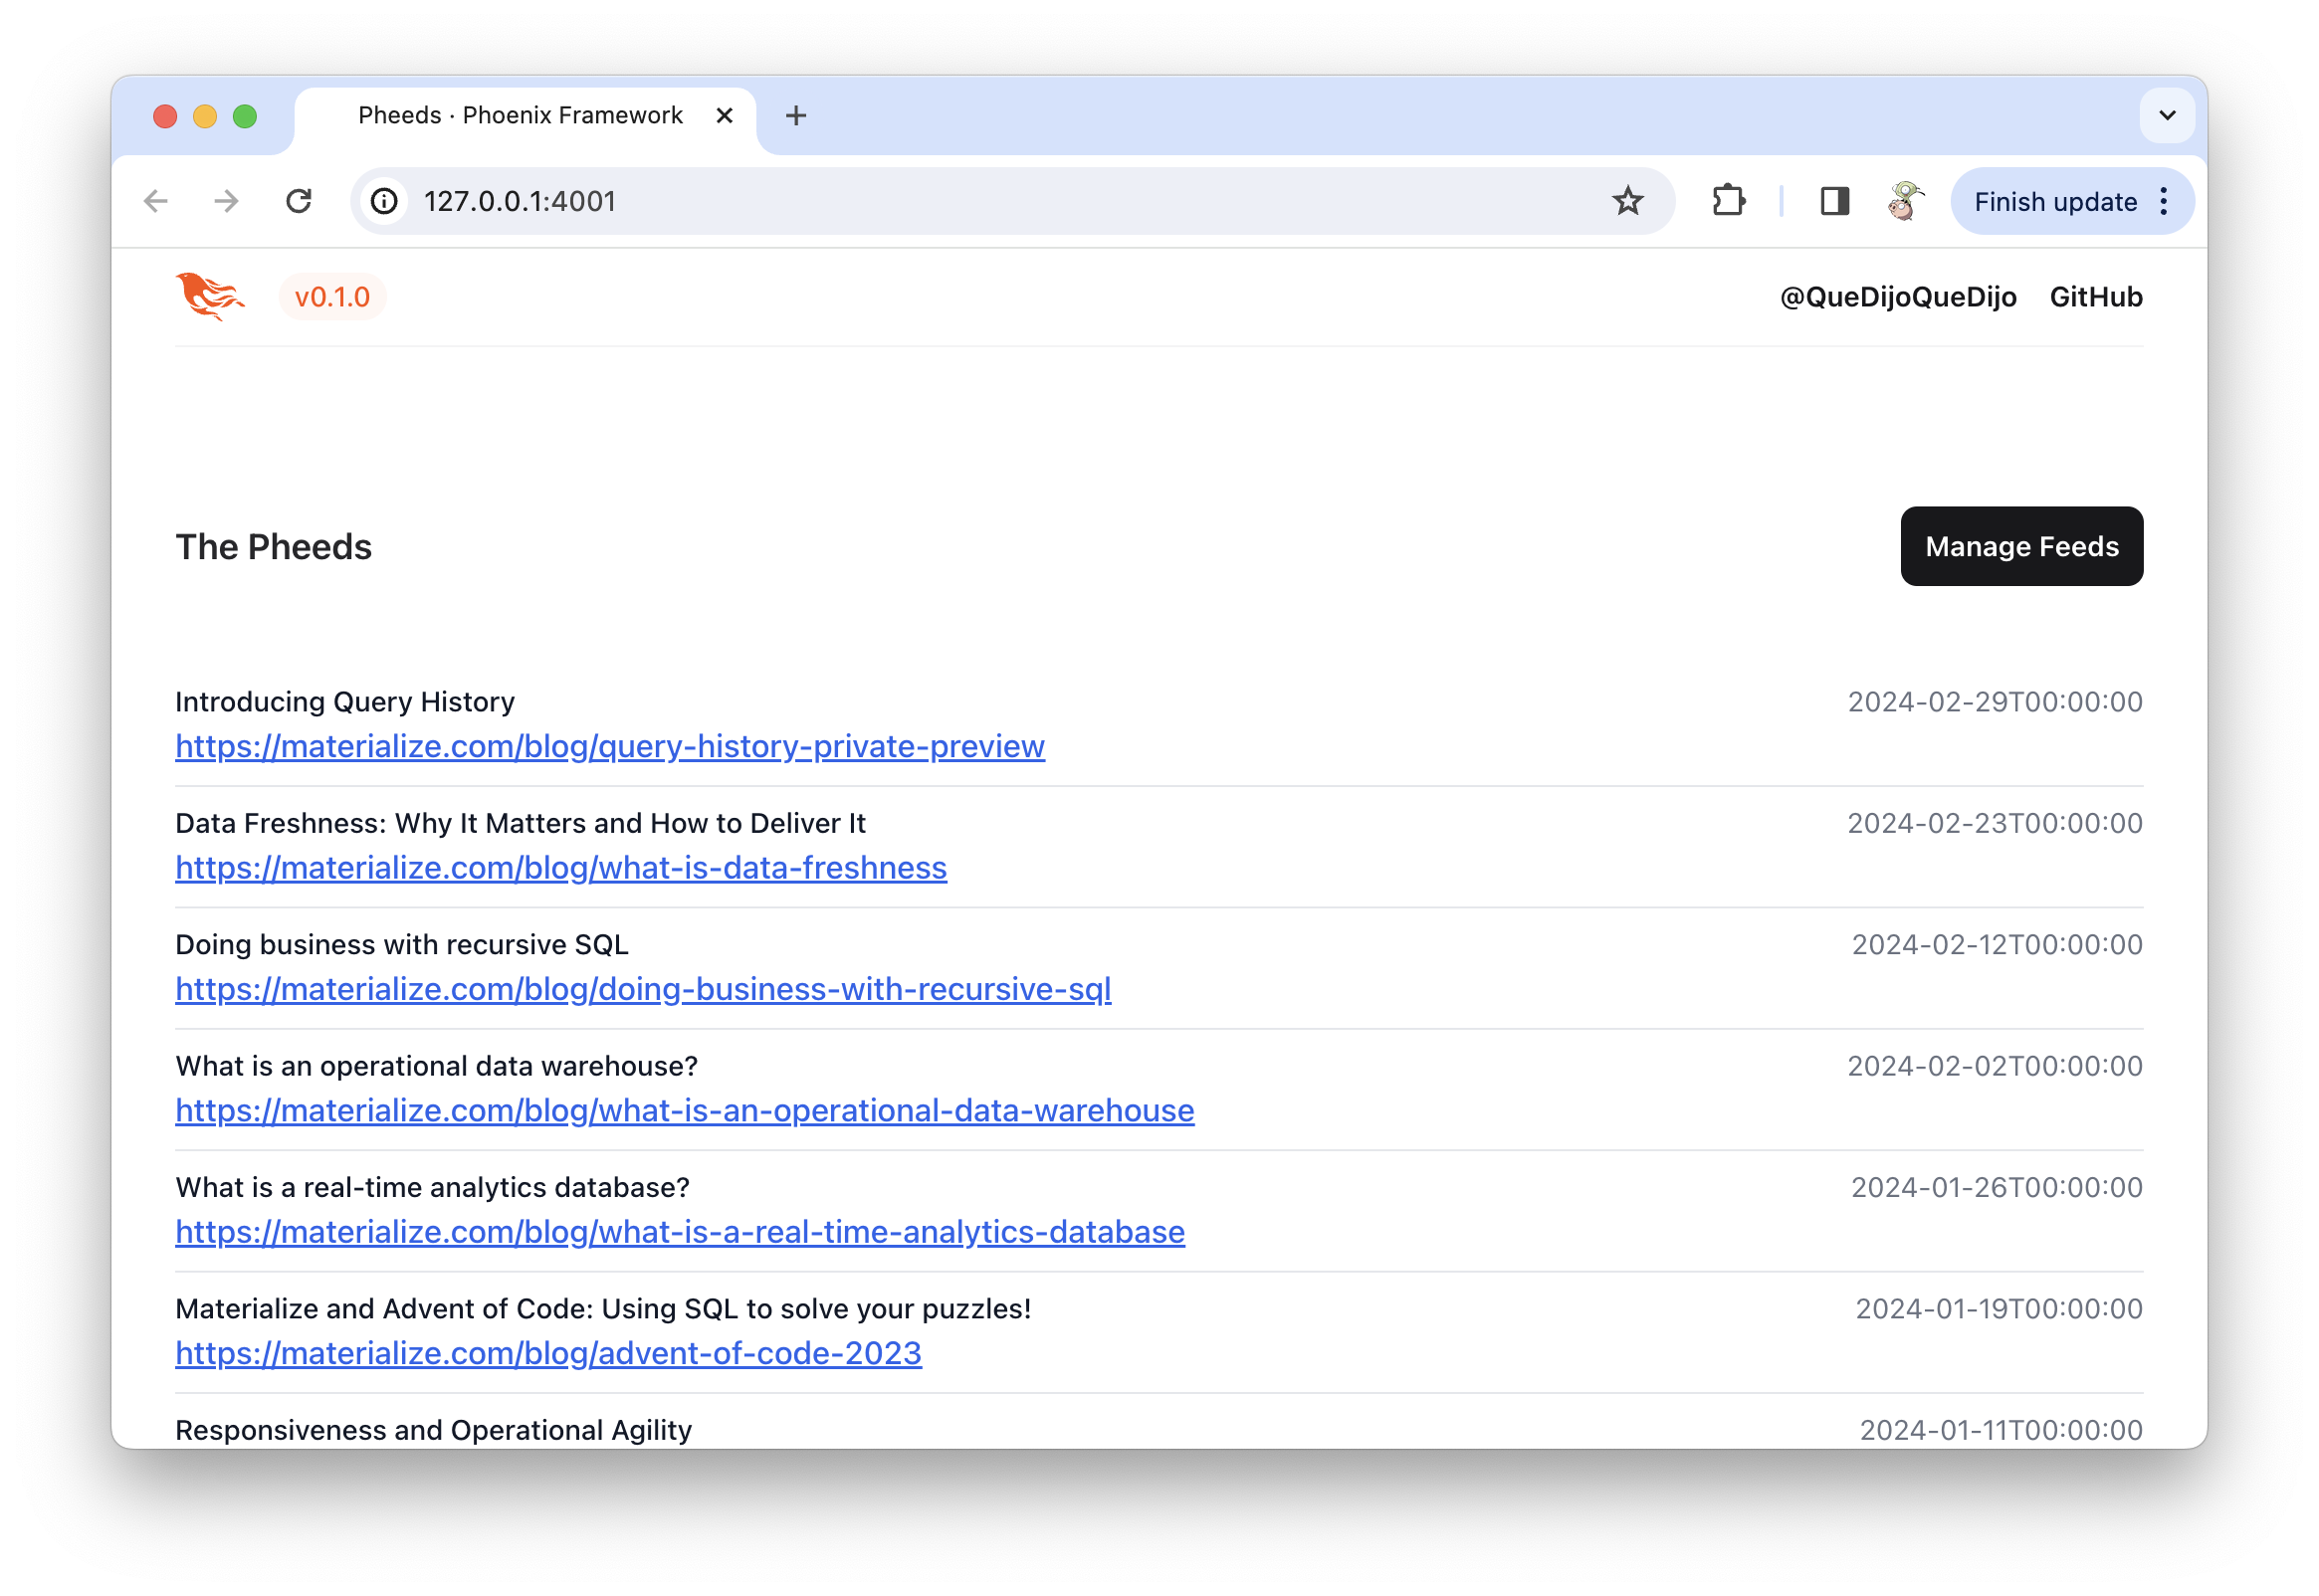 Pheeds · Phoenix Framework
127.0.0.1:4001
Finish update
v0.1.0
@QueDijoQueDijo GitHub
The Pheeds
Manage Feeds
Introducing Query History
2024-02-29T00:00:00
https://materialize.com/blog/query-history-private-preview
Data Freshness: Why It Matters and How to Deliver It
2024-02-23T00:00:00
https://materialize.com/blog/what-is-data-freshness
Doing business with recursive SQL
2024-02-12T00:00:00
https://materialize.com/blog/doing-business-with-recursive-sql
What is an operational data warehouse?
2024-02-02T00:00:00
https://materialize.com/blog/what-is-an-operational-data-warehouse
What is a real-time analytics database?
2024-01-26T00:00:00
https://materialize.com/blog/what-is-a-real-time-analytics-database
Materialize and Advent of Code: Using SQL to solve your puzzles!
2024-01-19T00:00:00
https://materialize.com/blog/advent-of-code-2023
Responsiveness and Operational Agility
2024-01-11T00:00:00